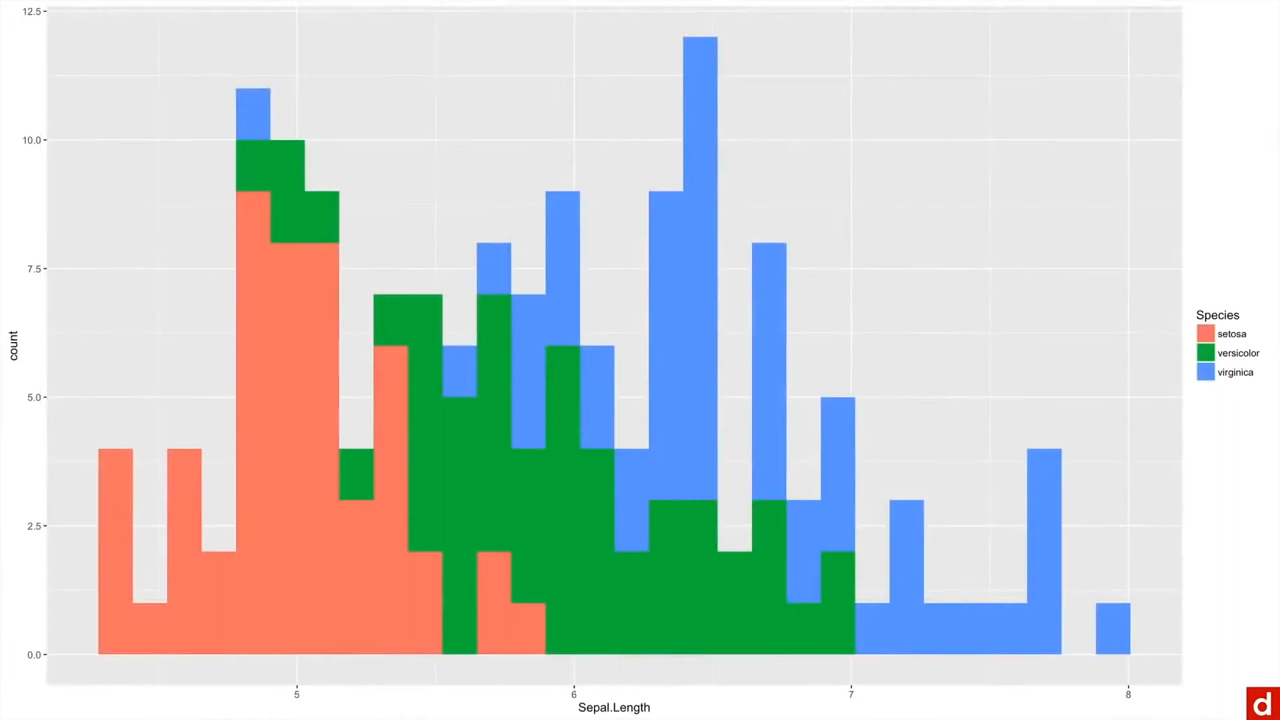 12.5
10.0
7.5
5.0
2.5
0.0
count
5 6 7 8
Sepal.Length
Species
setosa
versicolor
virginica
d